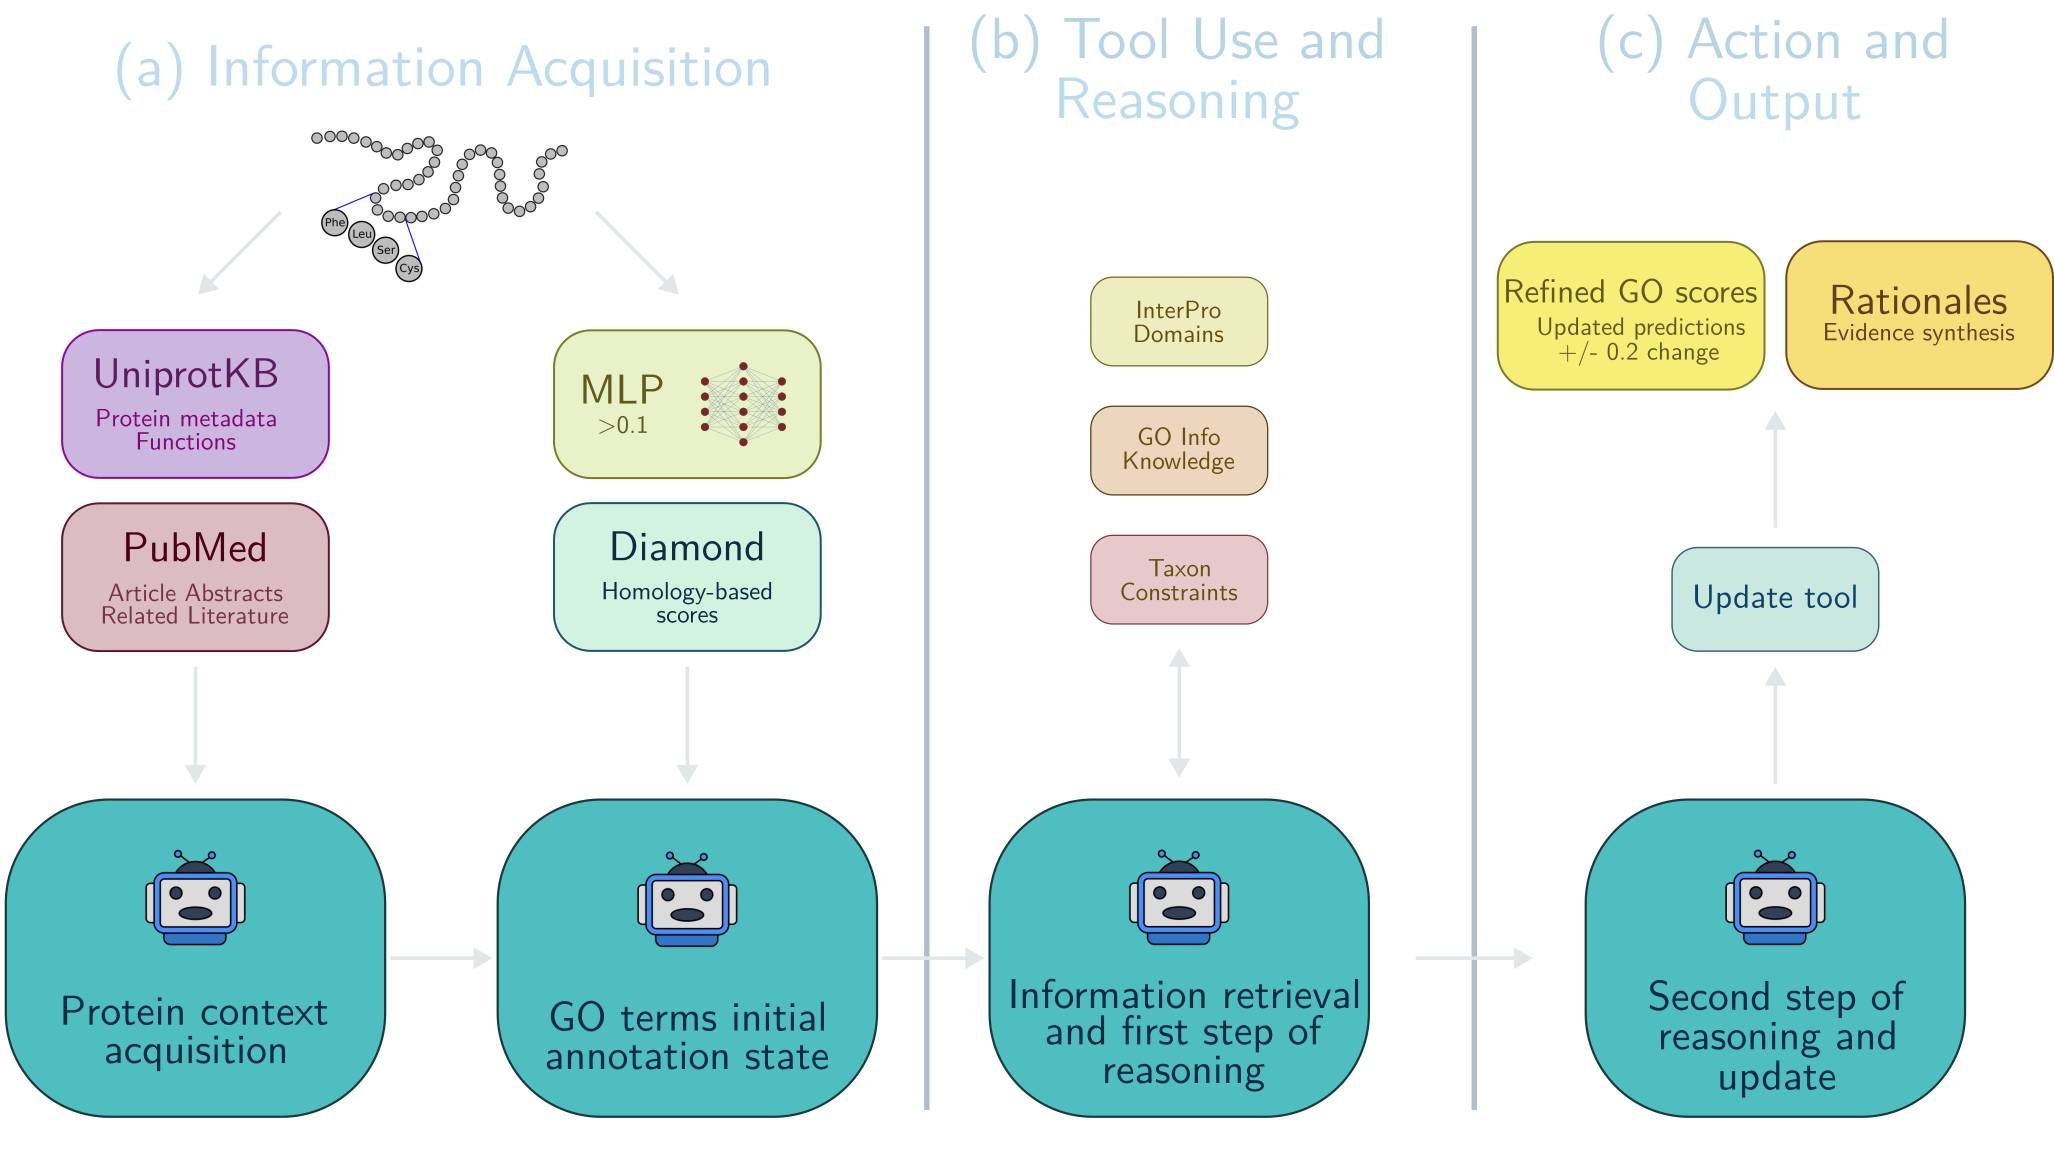 (a) Information Acquisition
Phe
Leu
Ser
Cys
UniprotKB
Protein metadata
Functions
MLP
>0.1
PubMed
Article Abstracts
Related Literature
Diamond
Homology-based
scores
Protein context
acquisition
GO terms initial
annotation state
(b) Tool Use and
Reasoning
InterPro
Domains
GO Info
Knowledge
Taxon
Constraints
Information retrieval
and first step of
reasoning
(c) Action and
Output
Refined GO scores
Updated predictions
+/- 0.2 change
Rationales
Evidence synthesis
Update tool
Second step of
reasoning and
update